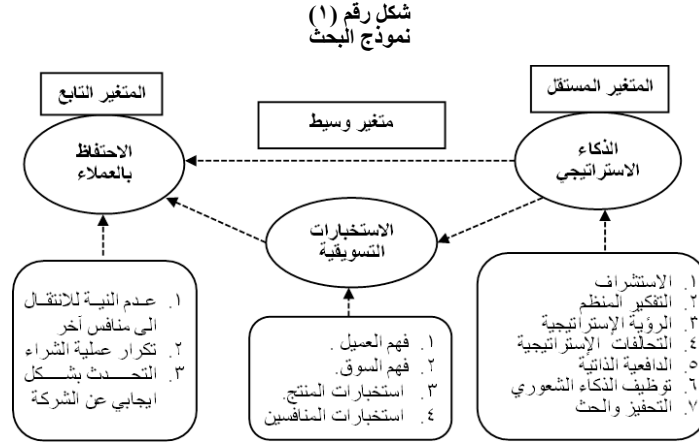 شكل رقم (١)
نموذج البحث
المتغير المستقل
متغير وسيط
المتغير التابع
الذكاء
الاستراتيجي
الاحتفاظ
بالعملاء
الاستخبارات
التسويقية
١. الاستشراف
٢. التفكير المنظم
٣. الرؤية الإستراتيجية
٤. التحالفات الإستراتيجية
٥. الدافعية الذاتية
٦. توظيف الذكاء الشعوري
٧. التحفيز والحث
١. فهم العميل .
٢. فهم السوق.
٣. استخبارات المنتج.
٤. استخبارات المنافسين
١. عدم النية للانتقال
الى منافس آخر
٢. تكرار عملية الشراء
٣. التحدث بشكل
ايجابي عن الشركة